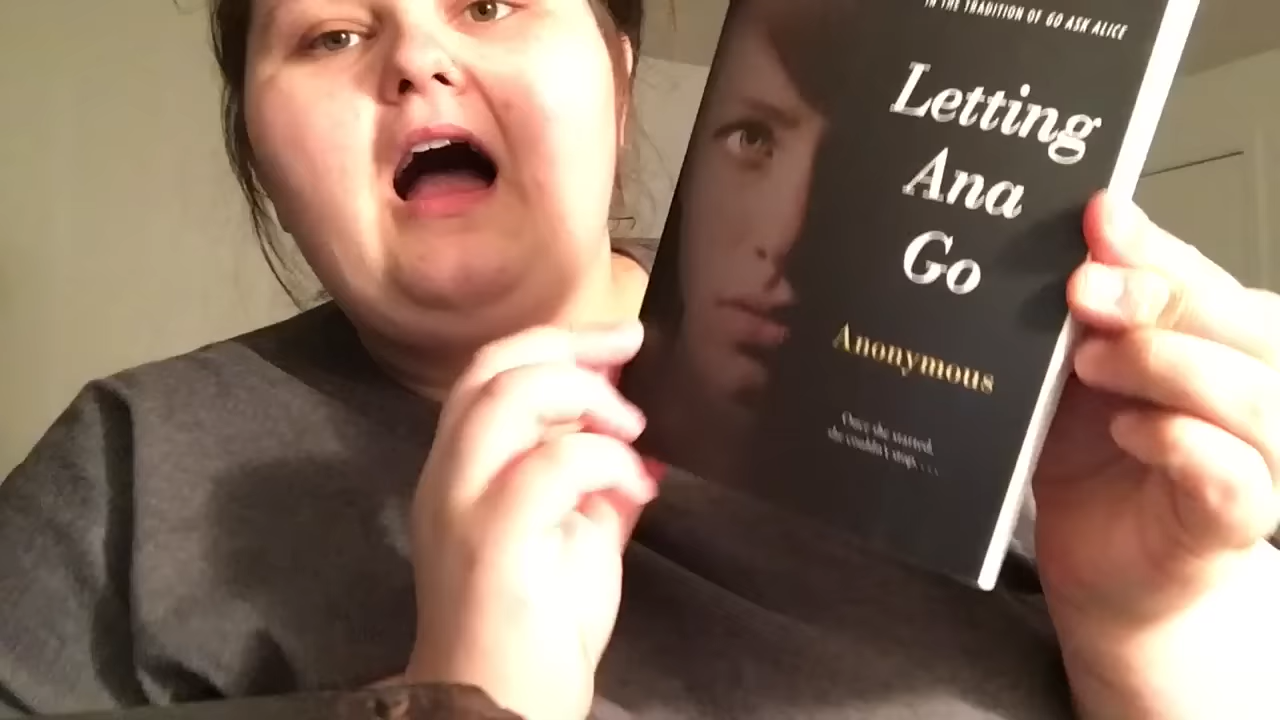 IN THE TRADITION OF GO ASK ALICE
Letting
Ana
Go
Anonymous
Once she started,
she couldn't stop . . .